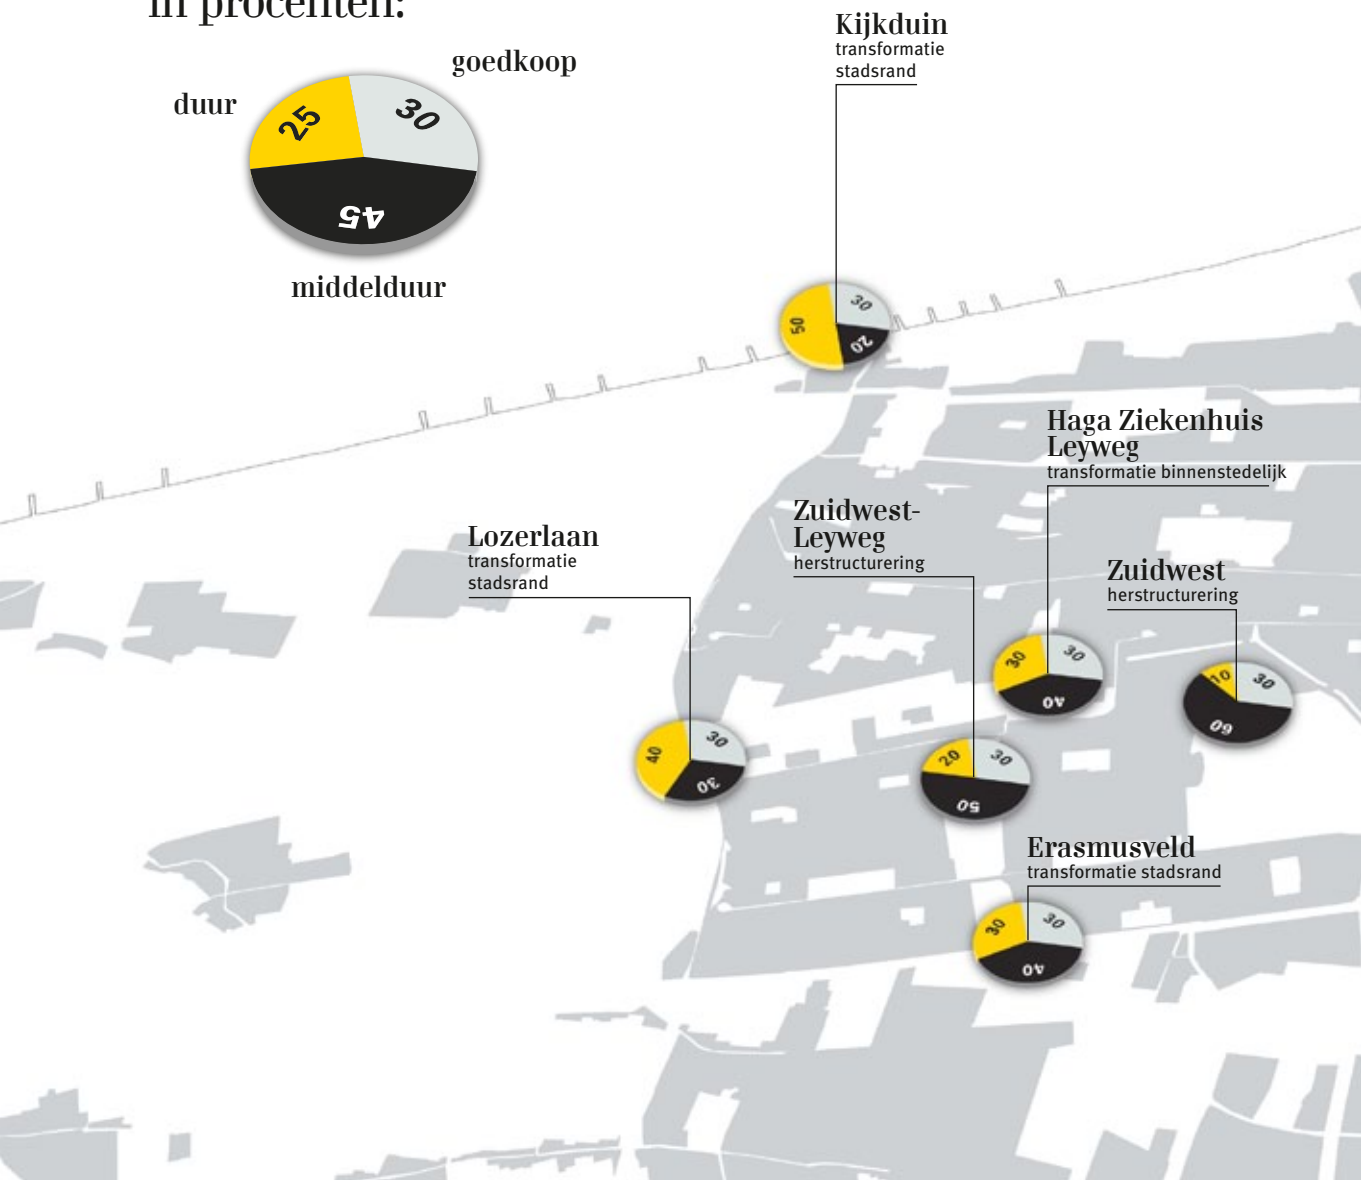 in procenten:
goedkoop
duur
25
30
45
middelduur
Kijkduin
transformatie
stadsrand
50
30
20
Haga Ziekenhuis
Leyweg
transformatie binnenstedelijk
30
30
40
Zuidwest-
Leyweg
herstructurering
20
30
50
Lozerlaan
transformatie
stadsrand
40
30
30
Zuidwest
herstructurering
10
30
60
Erasmusveld
transformatie stadsrand
30
30
40